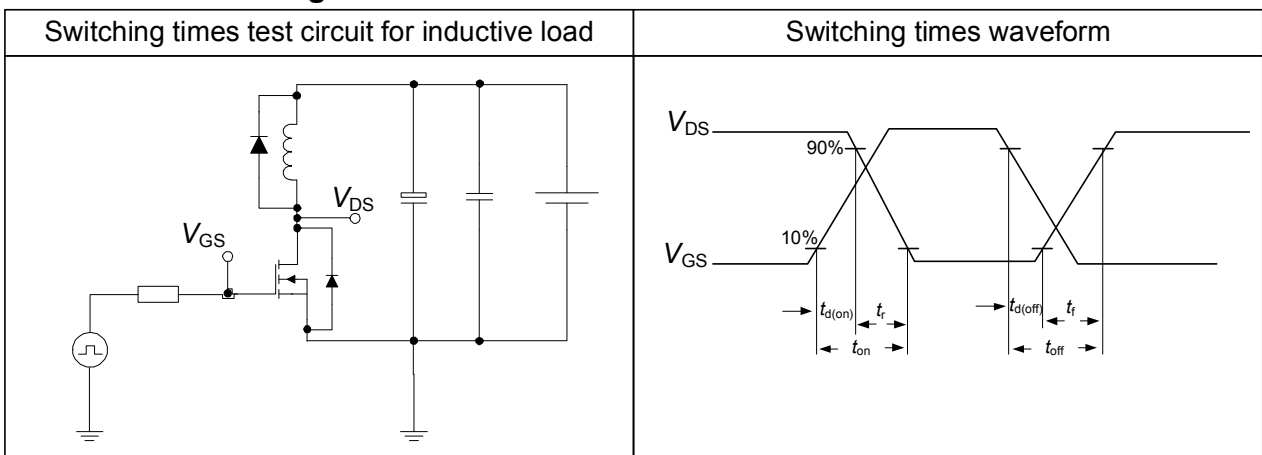 Switching times test circuit for inductive load
Switching times waveform
VDS
VGS
VDS
90%
10%
VGS
td(on)
tr
td(off)
tf
ton
toff